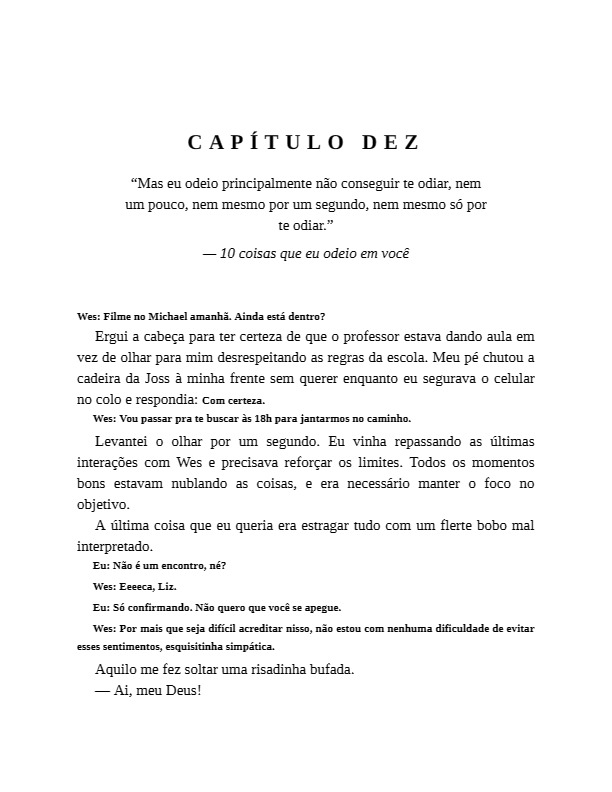 CAPÍTULO DEZ
“Mas eu odeio principalmente não conseguir te odiar, nem
um pouco, nem mesmo por um segundo, nem mesmo só por
te odiar.”
— 10 coisas que eu odeio em você
Wes: Filme no Michael amanhã. Ainda está dentro?
Ergui a cabeça para ter certeza de que o professor estava dando aula em
vez de olhar para mim desrespeitando as regras da escola. Meu pé chutou a
cadeira da Joss à minha frente sem querer enquanto eu segurava o celular
no colo e respondia: Com certeza.
Wes: Vou passar pra te buscar às 18h para jantarmos no caminho.
Levantei o olhar por um segundo. Eu vinha repassando as últimas
interações com Wes e precisava reforçar os limites. Todos os momentos
bons estavam nublando as coisas, e era necessário manter o foco no
objetivo.
A última coisa que eu queria era estragar tudo com um flerte bobo mal
interpretado.
Eu: Não é um encontro, né?
Wes: Eeeeca, Liz.
Eu: Só confirmando. Não quero que você se apegue.
Wes: Por mais que seja difícil acreditar nisso, não estou com nenhuma dificuldade de evitar
esses sentimentos, esquisitinha simpática.
Aquilo me fez soltar uma risadinha bufada.
— Ai, meu Deus!